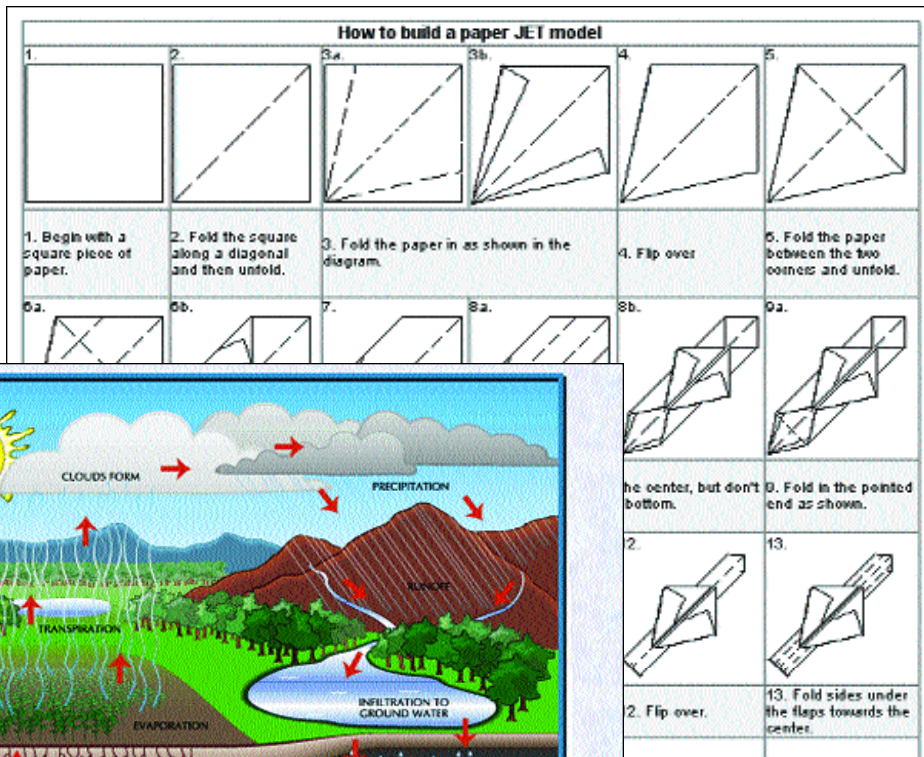 How to build a paper JET model
1.
2.
3a.
3b.
4.
5.
1. Begin with a
square piece of
paper.
2. Fold the square
along a diagonal
and then unfold.
3. Fold the paper in as shown in the
diagram.
4. Flip over
5. Fold the paper
between the two
corners and unfold.
6a.
6b.
7.
8a.
8b.
9a.
he center, but don"t
bottom.
9. Fold in the pointed
end as shown.
2.
13.
2. Flip over.
13. Fold sides under
the flaps towards the
center.
CLOUDS FORM
PRECIPITATION
RUNOFF
TRANSPIRATION
INFILTRATION TO
GROUND WATER
EVAPORATION